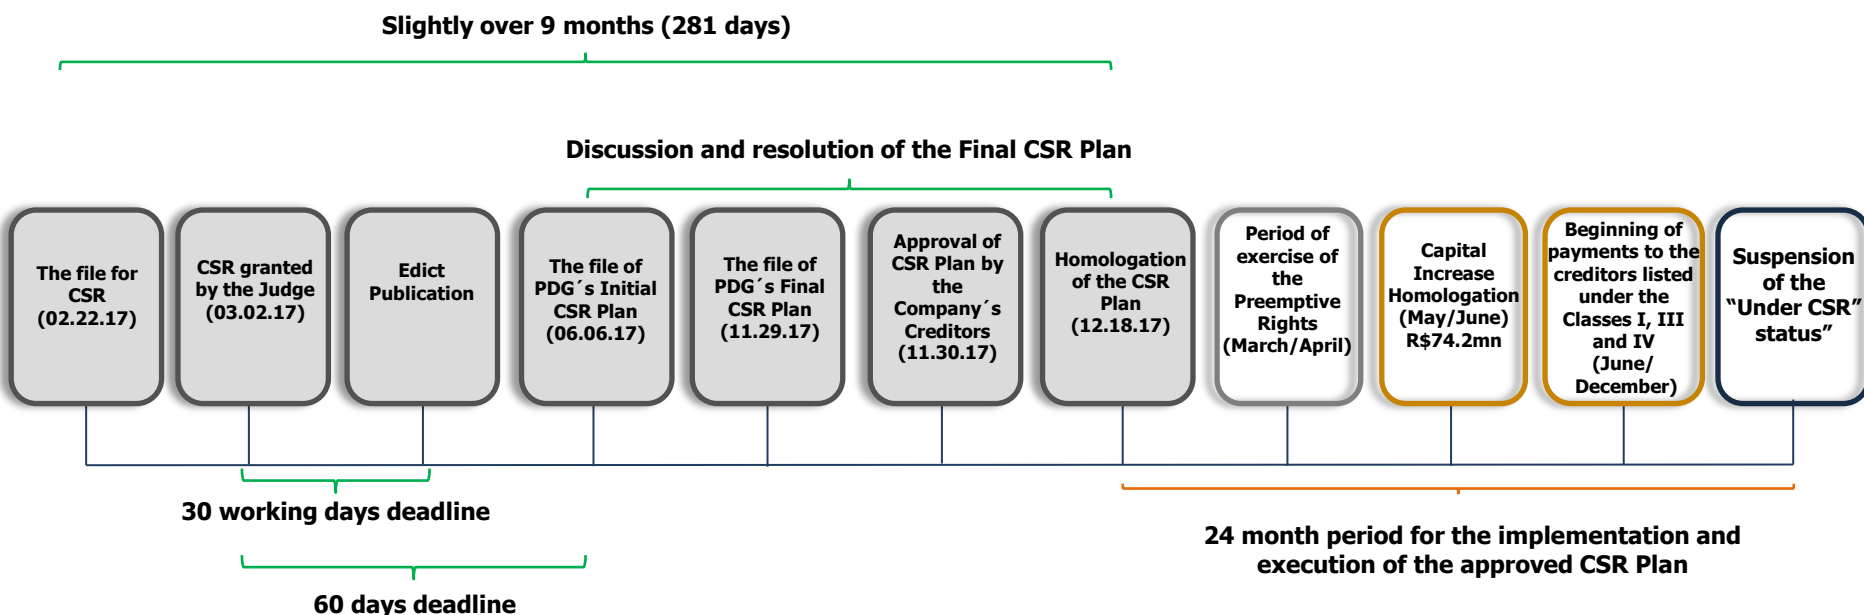 Slightly over 9 months (281 days)
Discussion and resolution of the Final CSR Plan
The file for
CSR
(02.22.17)
CSR granted
by the Judge
(03.02.17)
Edict
Publication
The file of
PDG´s Initial
CSR Plan
(06.06.17)
The file of
PDG´s Final
CSR Plan
(11.29.17)
Approval of
CSR Plan by
the
Company´s
Creditors
(11.30.17)
Homologation
of the CSR
Plan
(12.18.17)
Period of
exercise of
the
Preemptive
Rights
(March/April)
Capital
Increase
Homologation
(May/June)
R$74.2mn
Beginning of
payments to the
creditors listed
under the
Classes I, III
and IV
(June/
December)
Suspension
of the
“Under CSR”
status”
30 working days deadline
60 days deadline
24 month period for the implementation and
execution of the approved CSR Plan